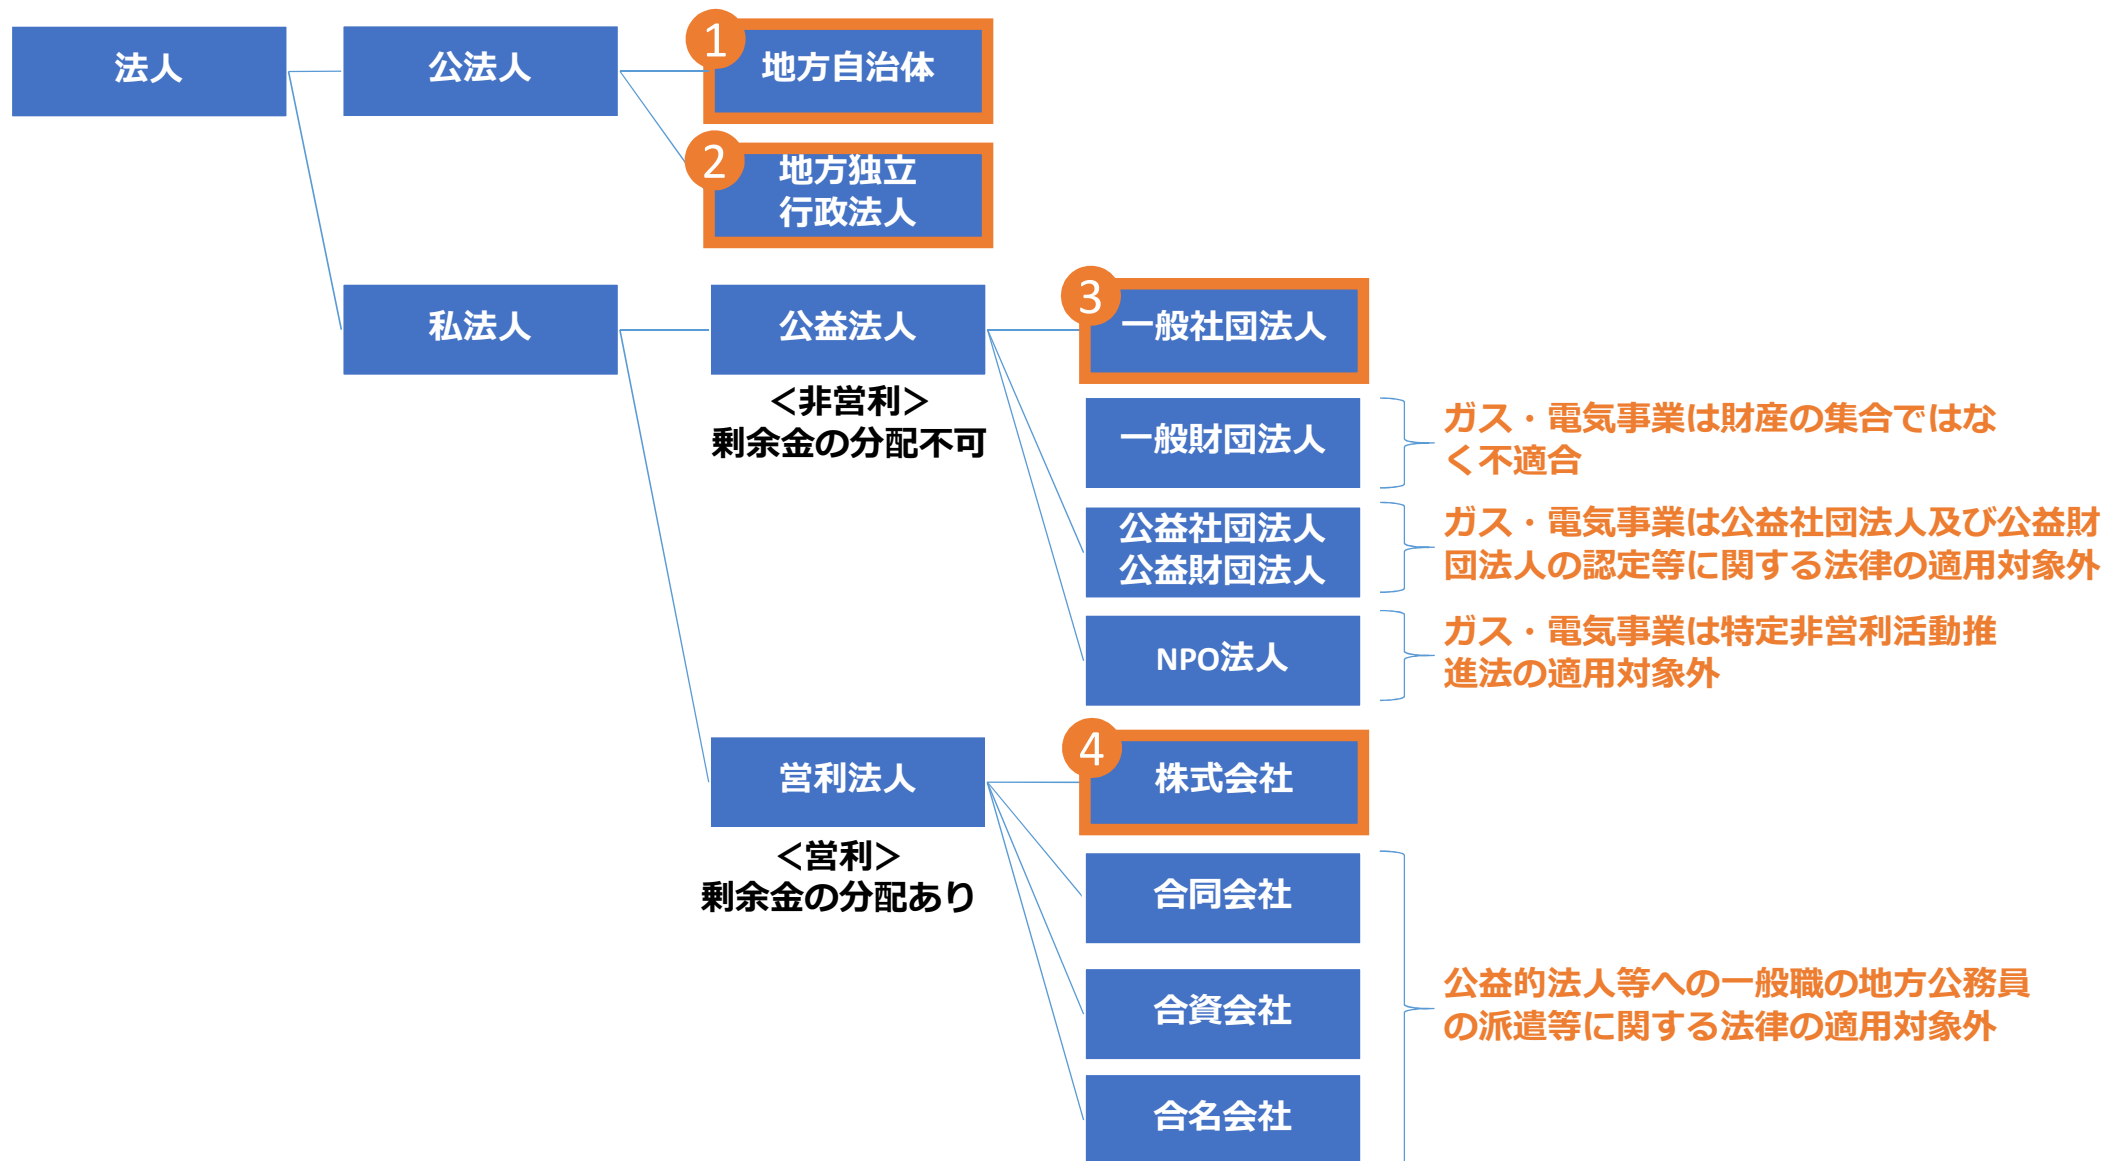 法人
公法人
1
地方自治体
2
地方独立
行政法人
私法人
公益法人
＜非営利＞
剰余金の分配不可
3
一般社団法人
一般財団法人
ガス・電気事業は財産の集合ではな
く不適合
公益社団法人
公益財団法人
ガス・電気事業は公益社団法人及び公益財
団法人の認定等に関する法律の適用対象外
NPO法人
ガス・電気事業は特定非営利活動推
進法の適用対象外
営利法人
＜営利＞
剰余金の分配あり
4
株式会社
合同会社
合資会社
合名会社
公益的法人等への一般職の地方公務員
の派遣等に関する法律の適用対象外